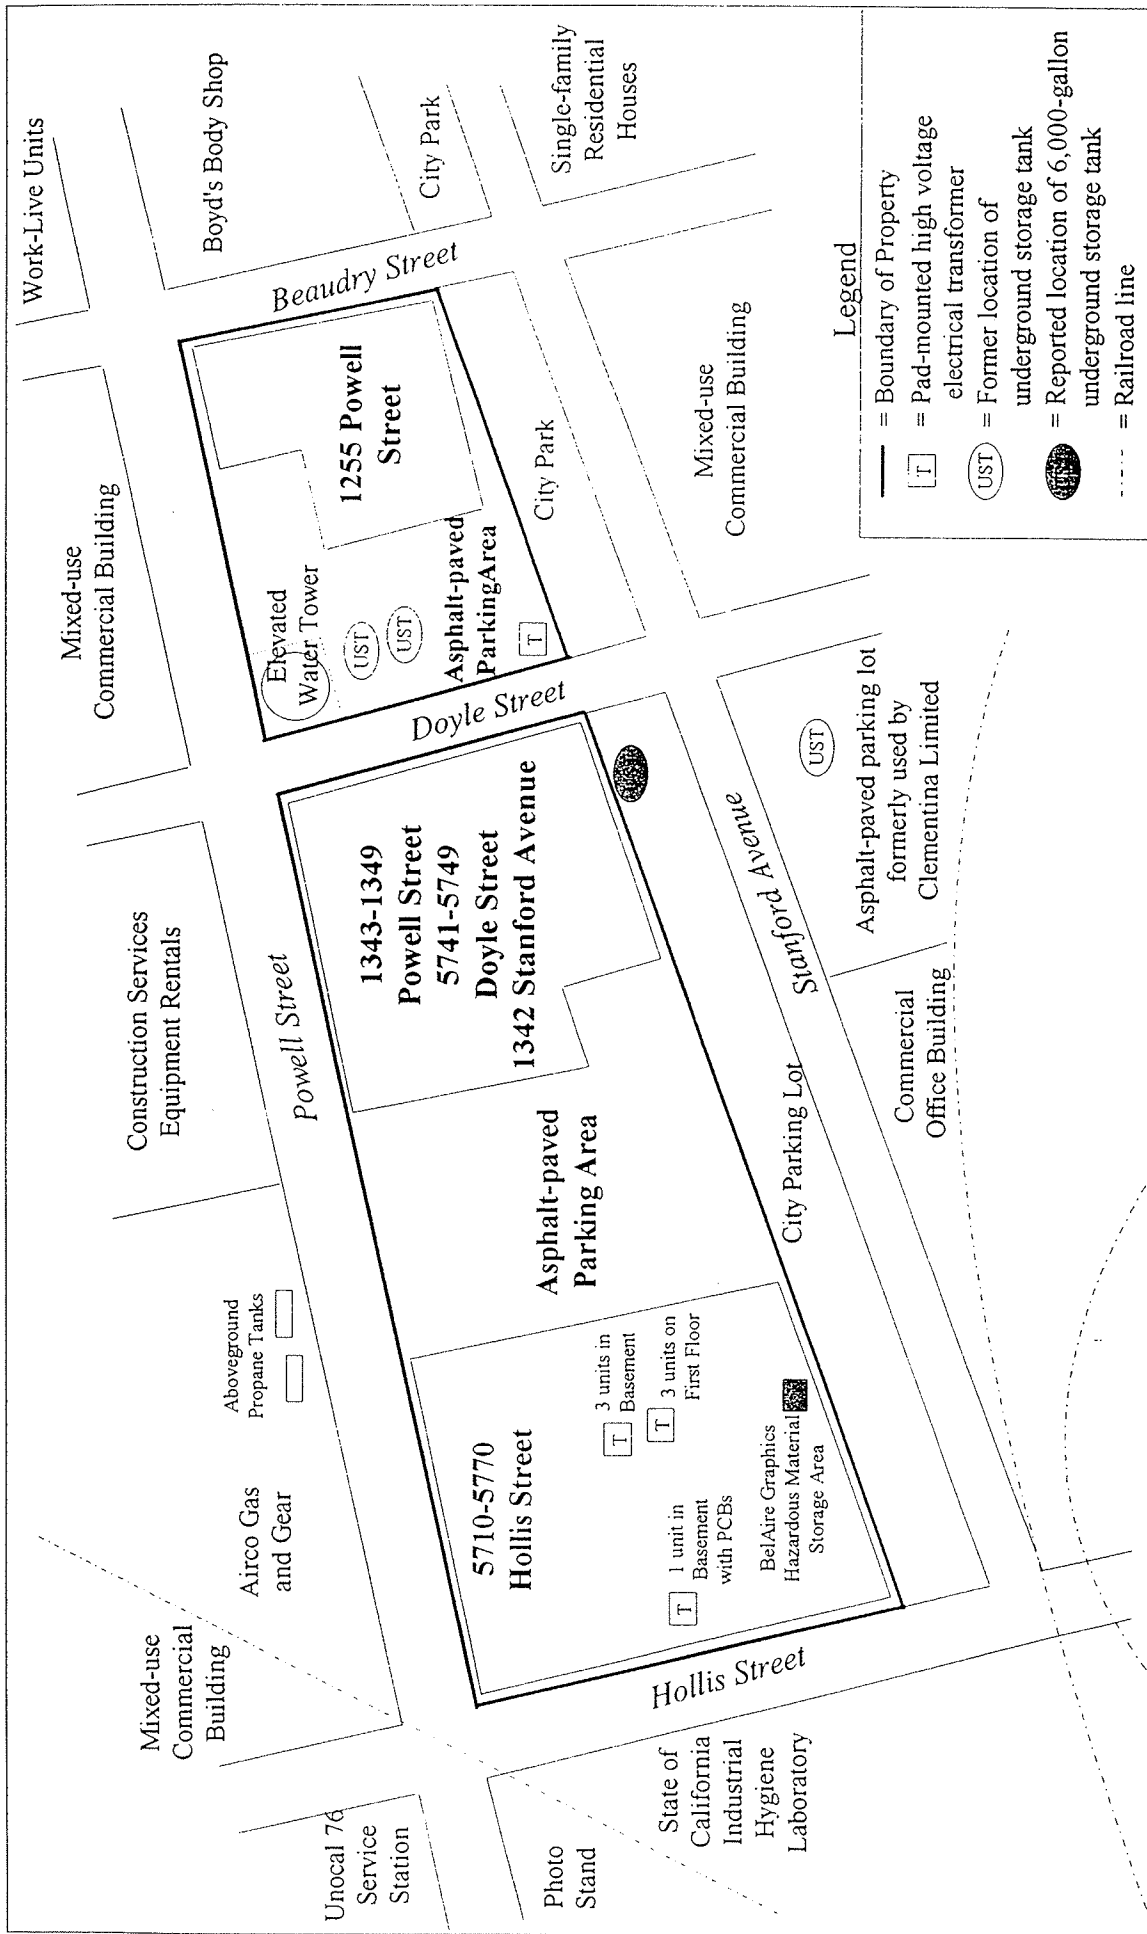 Unocal 76
Service
Station
Mixed-use
Commercial
Building
Airco Gas
and Gear
Aboveground
Propane Tanks
Construction Services
Equipment Rentals
Mixed-use
Commercial Building
Work-Live Units
Boyd's Body Shop
Powell Street
Photo
Stand
State of
California
Industrial
Hygiene
Laboratory
Hollis Street
5710-5770
Hollis Street
T
1 unit in
Basement
with PCBs
T
3 units in
Basement
T
3 units on
First Floor
BelAire Graphics
Hazardous Material
Storage Area
Asphalt-paved
Parking Area
1343-1349
Powell Street
5741-5749
Doyle Street
1342 Stanford Avenue
Doyle Street
Elevated
Water Tower
UST
UST
Asphalt-paved
ParkingArea
T
1255 Powell
Street
Beaudry Street
City Park
City Park
Single-family
Residential
Houses
City Parking Lot
Stanford Avenue
Commercial
Office Building
UST
Asphalt-paved parking lot
formerly used by
Clementina Limited
Mixed-use
Commercial Building
Legend
= Boundary of Property
T = Pad-mounted high voltage
electrical transformer
UST = Former location of
underground storage tank
= Reported location of 6,000-gallon
underground storage tank
= Railroad line